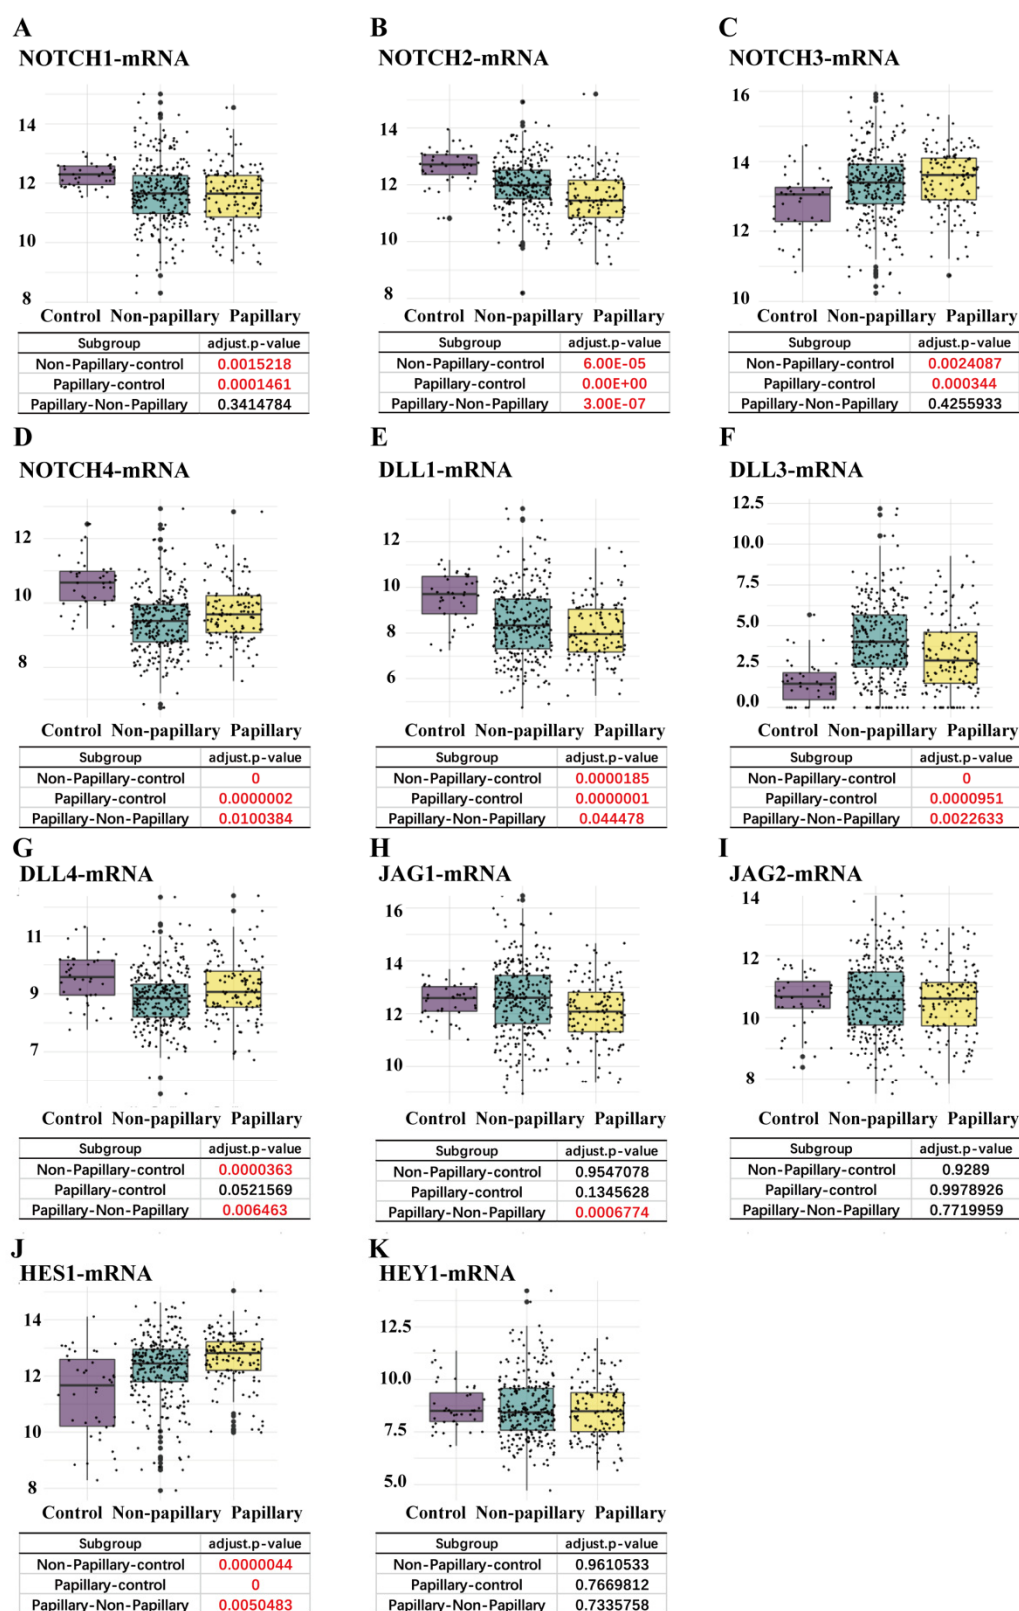 A
NOTCH1-mRNA
14
12
10
8
Control Non-papillary Papillary
Subgroup adjust.p-value
Non-Papillary-control 0.0015218
Papillary-control 0.0001461
Papillary-Non-Papillary 0.3414784
B
NOTCH2-mRNA
14
12
10
8
Control Non-papillary Papillary
Subgroup adjust.p-value
Non-Papillary-control 6.00E-05
Papillary-control 0.00E+00
Papillary-Non-Papillary 3.00E-07
C
NOTCH3-mRNA
16
14
12
10
Control Non-papillary Papillary
Subgroup adjust.p-value
Non-Papillary-control 0.0024087
Papillary-control 0.000344
Papillary-Non-Papillary 0.4255933
D
NOTCH4-mRNA
12
10
8
Control Non-papillary Papillary
Subgroup adjust.p-value
Non-Papillary-control 0
Papillary-control 0.0000002
Papillary-Non-Papillary 0.0100384
E
DLL1-mRNA
12
10
8
6
Control Non-papillary Papillary
Subgroup adjust.p-value
Non-Papillary-control 0.0000185
Papillary-control 0.0000001
Papillary-Non-Papillary 0.044478
F
DLL3-mRNA
12.5
10.0
7.5
5.0
2.5
0.0
Control Non-papillary Papillary
Subgroup adjust.p-value
Non-Papillary-control 0
Papillary-control 0.0000951
Papillary-Non-Papillary 0.0022633
G
DLL4-mRNA
11
9
7
Control Non-papillary Papillary
Subgroup adjust.p-value
Non-Papillary-control 0.0000363
Papillary-control 0.0521569
Papillary-Non-Papillary 0.006463
H
JAG1-mRNA
16
14
12
10
Control Non-papillary Papillary
Subgroup adjust.p-value
Non-Papillary-control 0.9547078
Papillary-control 0.1345628
Papillary-Non-Papillary 0.0006774
I
JAG2-mRNA
14
12
10
8
Control Non-papillary Papillary
Subgroup adjust.p-value
Non-Papillary-control 0.9289
Papillary-control 0.9978926
Papillary-Non-Papillary 0.7719959
J
HES1-mRNA
14
12
10
8
Control Non-papillary Papillary
Subgroup adjust.p-value
Non-Papillary-control 0.0000044
Papillary-control 0
Papillary-Non-Papillary 0.0050483
K
HEY1-mRNA
12.5
10.0
7.5
5.0
Control Non-papillary Papillary
Subgroup adjust.p-value
Non-Papillary-control 0.9610533
Papillary-control 0.7669812
Papillary-Non-Papillary 0.7335758